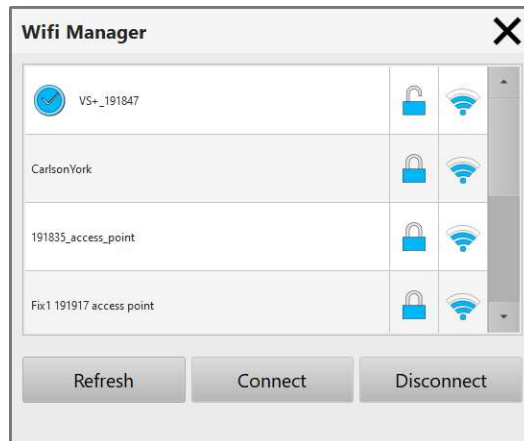 Wifi Manager
VS+_191847
CarlsonYork
191835_access_point
Fix1 191917 access point
Refresh Connect Disconnect